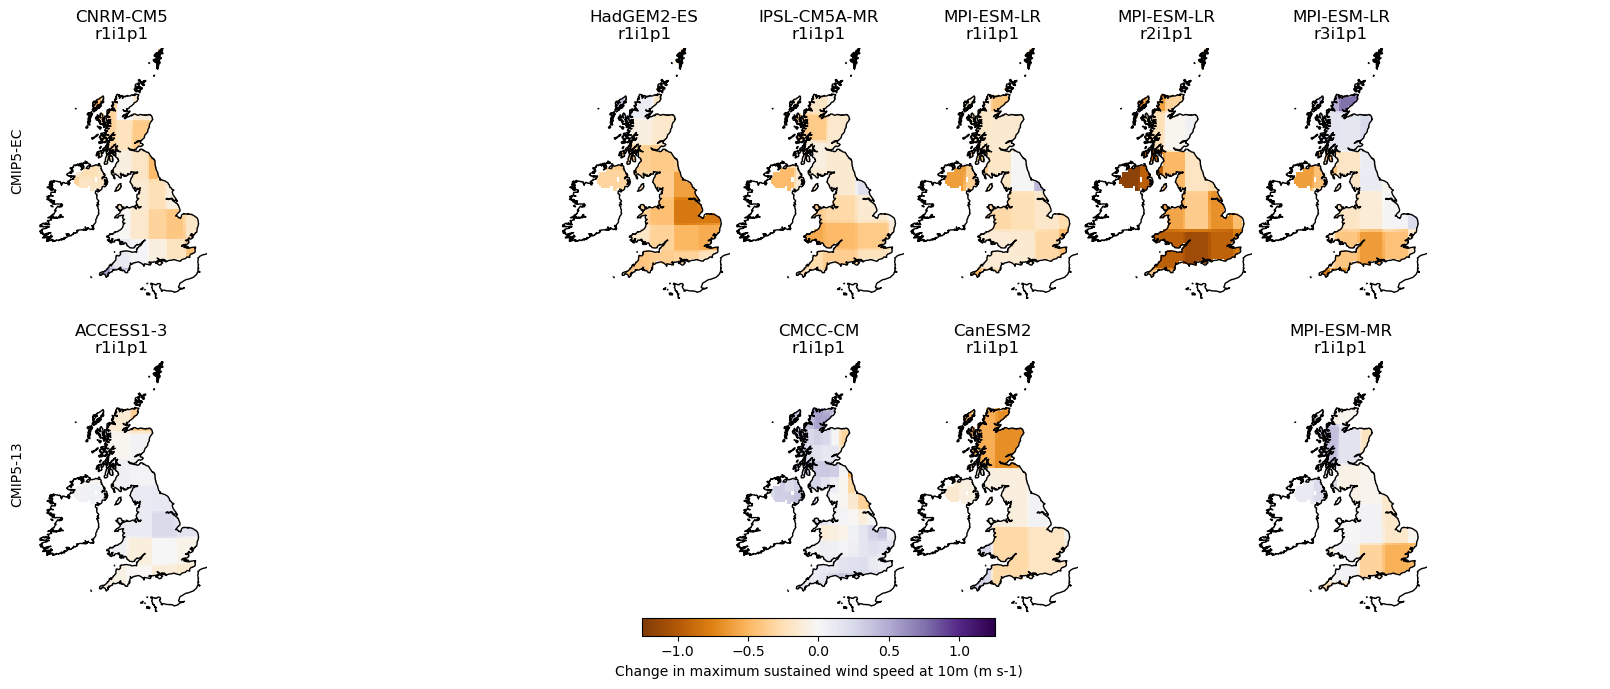 CNRM-CM5
r1i1p1
HadGEM2-ES
r1i1p1
IPSL-CM5A-MR
r1i1p1
MPI-ESM-LR
r1i1p1
MPI-ESM-LR
r2i1p1
MPI-ESM-LR
r3i1p1
CMIP5-EC
ACCESS1-3
r1i1p1
CMCC-CM
r1i1p1
CanESM2
r1i1p1
MPI-ESM-MR
r1i1p1
CMIP5-13
−1.0 −0.5 0.0 0.5 1.0
Change in maximum sustained wind speed at 10m (m s-1)